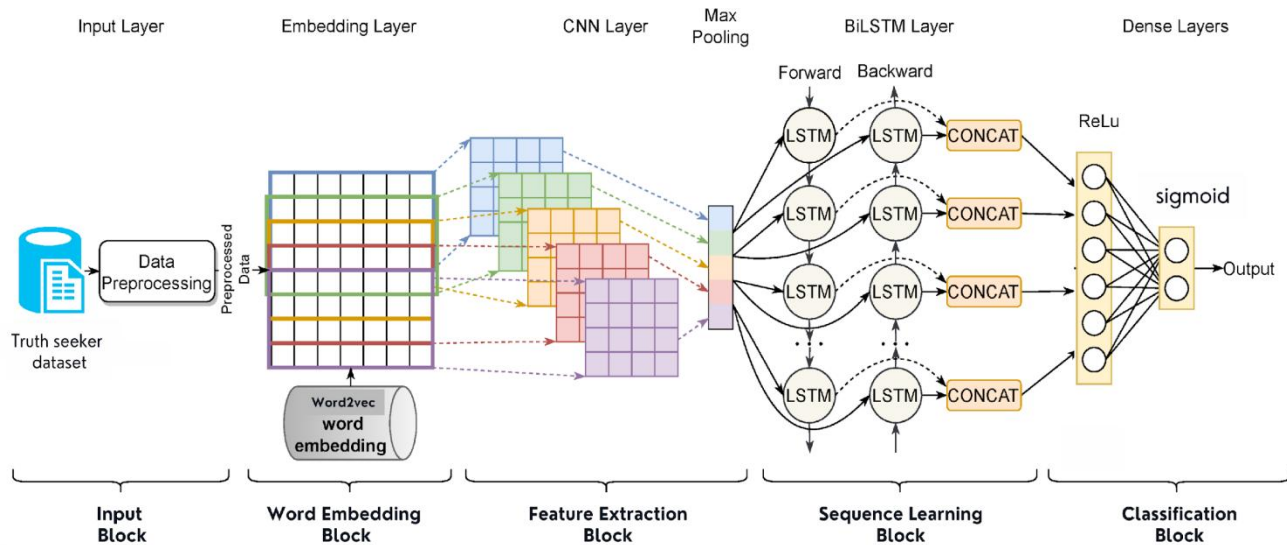 Input Layer
Embedding Layer
CNN Layer
Max
Pooling
BiLSTM Layer
Dense Layers
Forward
Backward
LSTM
LSTM
CONCAT
LSTM
LSTM
CONCAT
LSTM
LSTM
CONCAT
LSTM
LSTM
CONCAT
ReLu
sigmoid
Output
Data
Preprocessing
Preprocessed
Data
Truth seeker
dataset
Word2vec
word
embedding
Input
Block
Word Embedding
Block
Feature Extraction
Block
Sequence Learning
Block
Classification
Block